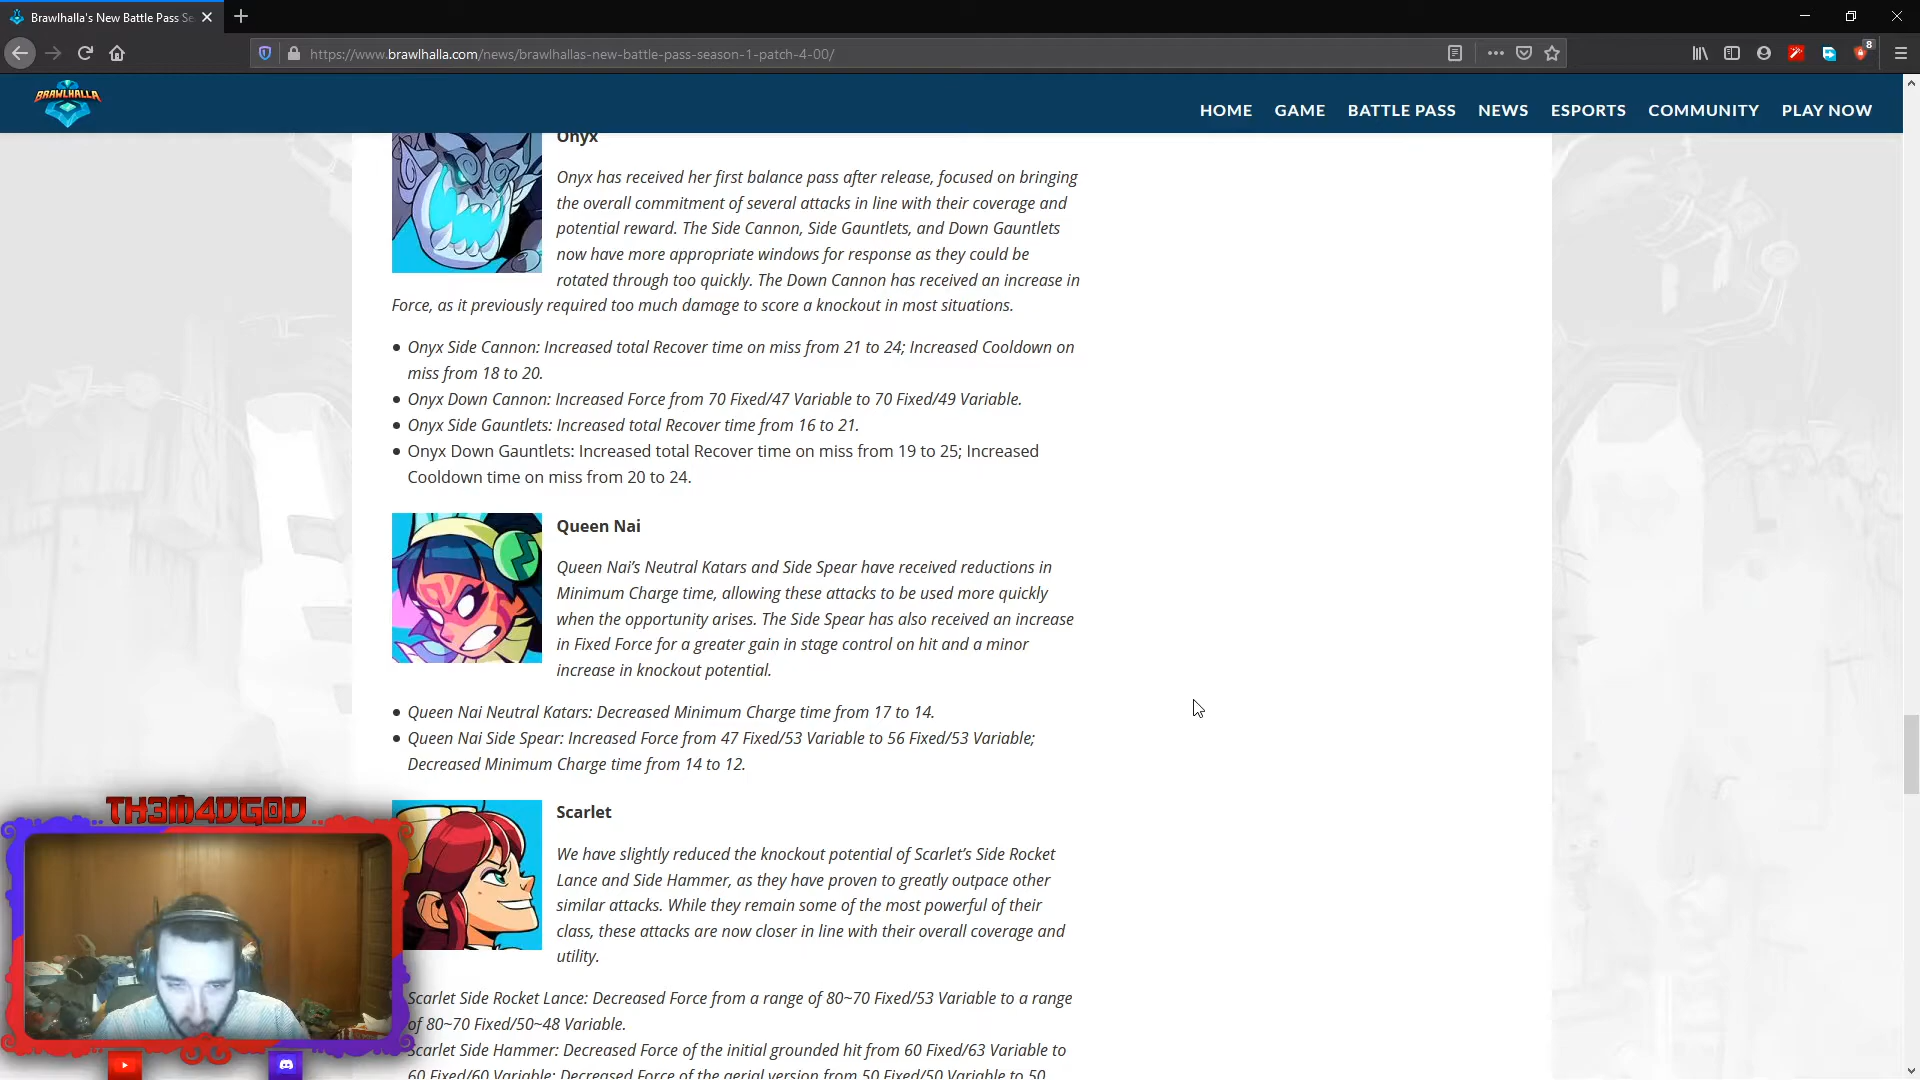 Brawlhalla's New Battle Pass Se
https://www.brawlhalla.com/news/brawlhallas-new-battle-pass-season-1-patch-4-00/
8
BRAWLHALLA
HOME GAME BATTLE PASS NEWS ESPORTS COMMUNITY PLAY NOW
Onyx
Onyx has received her first balance pass after release, focused on bringing
the overall commitment of several attacks in line with their coverage and
potential reward. The Side Cannon, Side Gauntlets, and Down Gauntlets
now have more appropriate windows for response as they could be
rotated through too quickly. The Down Cannon has received an increase in
Force, as it previously required too much damage to score a knockout in most situations.
Onyx Side Cannon: Increased total Recover time on miss from 21 to 24; Increased Cooldown on
miss from 18 to 20.
Onyx Down Cannon: Increased Force from 70 Fixed/47 Variable to 70 Fixed/49 Variable.
Onyx Side Gauntlets: Increased total Recover time from 16 to 21.
Onyx Down Gauntlets: Increased total Recover time on miss from 19 to 25; Increased
Cooldown time on miss from 20 to 24.
Queen Nai
Queen Nai’s Neutral Katars and Side Spear have received reductions in
Minimum Charge time, allowing these attacks to be used more quickly
when the opportunity arises. The Side Spear has also received an increase
in Fixed Force for a greater gain in stage control on hit and a minor
increase in knockout potential.
Queen Nai Neutral Katars: Decreased Minimum Charge time from 17 to 14.
Queen Nai Side Spear: Increased Force from 47 Fixed/53 Variable to 56 Fixed/53 Variable;
Decreased Minimum Charge time from 14 to 12.
TH3M4DG0D
Scarlet
We have slightly reduced the knockout potential of Scarlet’s Side Rocket
Lance and Side Hammer, as they have proven to greatly outpace other
similar attacks. While they remain some of the most powerful of their
class, these attacks are now closer in line with their overall coverage and
utility.
Scarlet Side Rocket Lance: Decreased Force from a range of 80~70 Fixed/53 Variable to a range
of 80~70 Fixed/50~48 Variable.
Scarlet Side Hammer: Decreased Force of the initial grounded hit from 60 Fixed/63 Variable to
60 Fixed/60 Variable; Decreased Force of the aerial version from 50 Fixed/50 Variable to 50